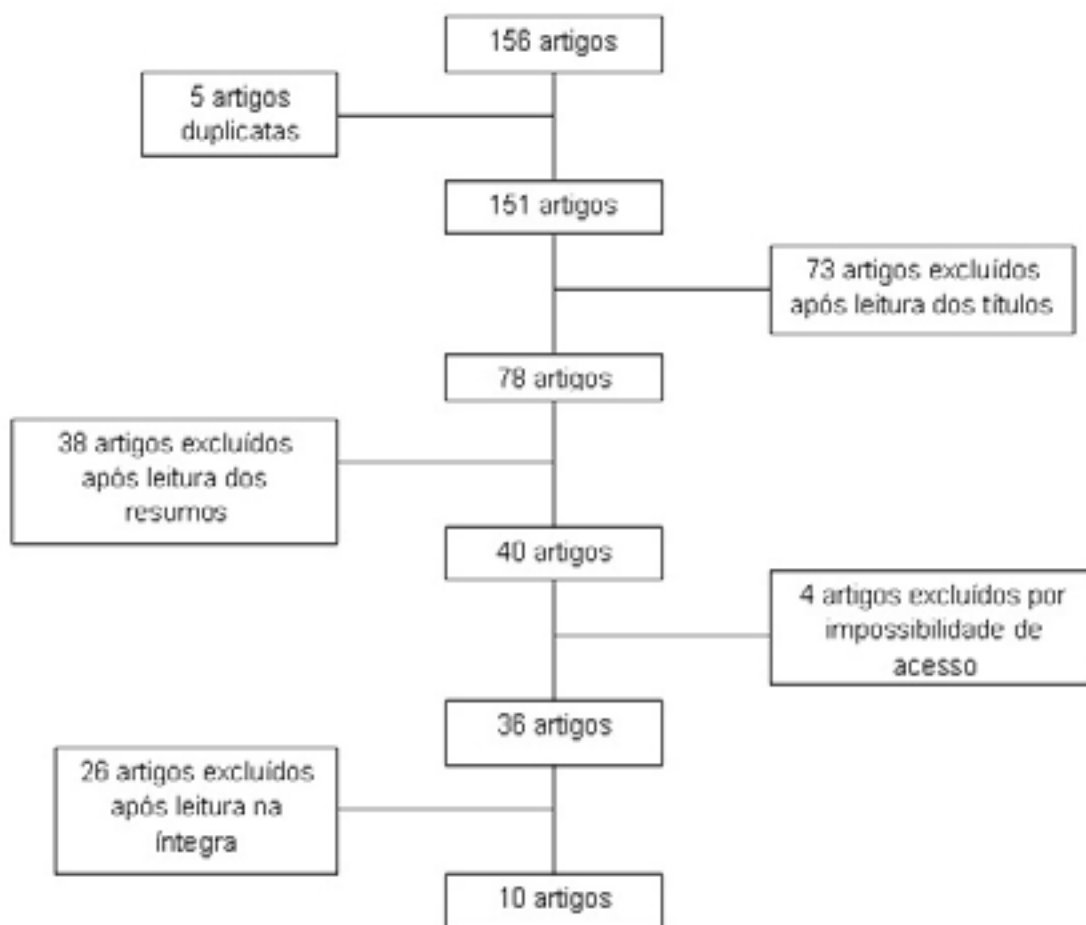 156 artigos
5 artigos
duplicatas
151 artigos
73 artigos excluídos
após leitura dos títulos
78 artigos
38 artigos excluídos
após leitura dos
resumos
40 artigos
4 artigos excluídos por
impossibilidade de
acesso
36 artigos
26 artigos excluídos
após leitura na
íntegra
10 artigos